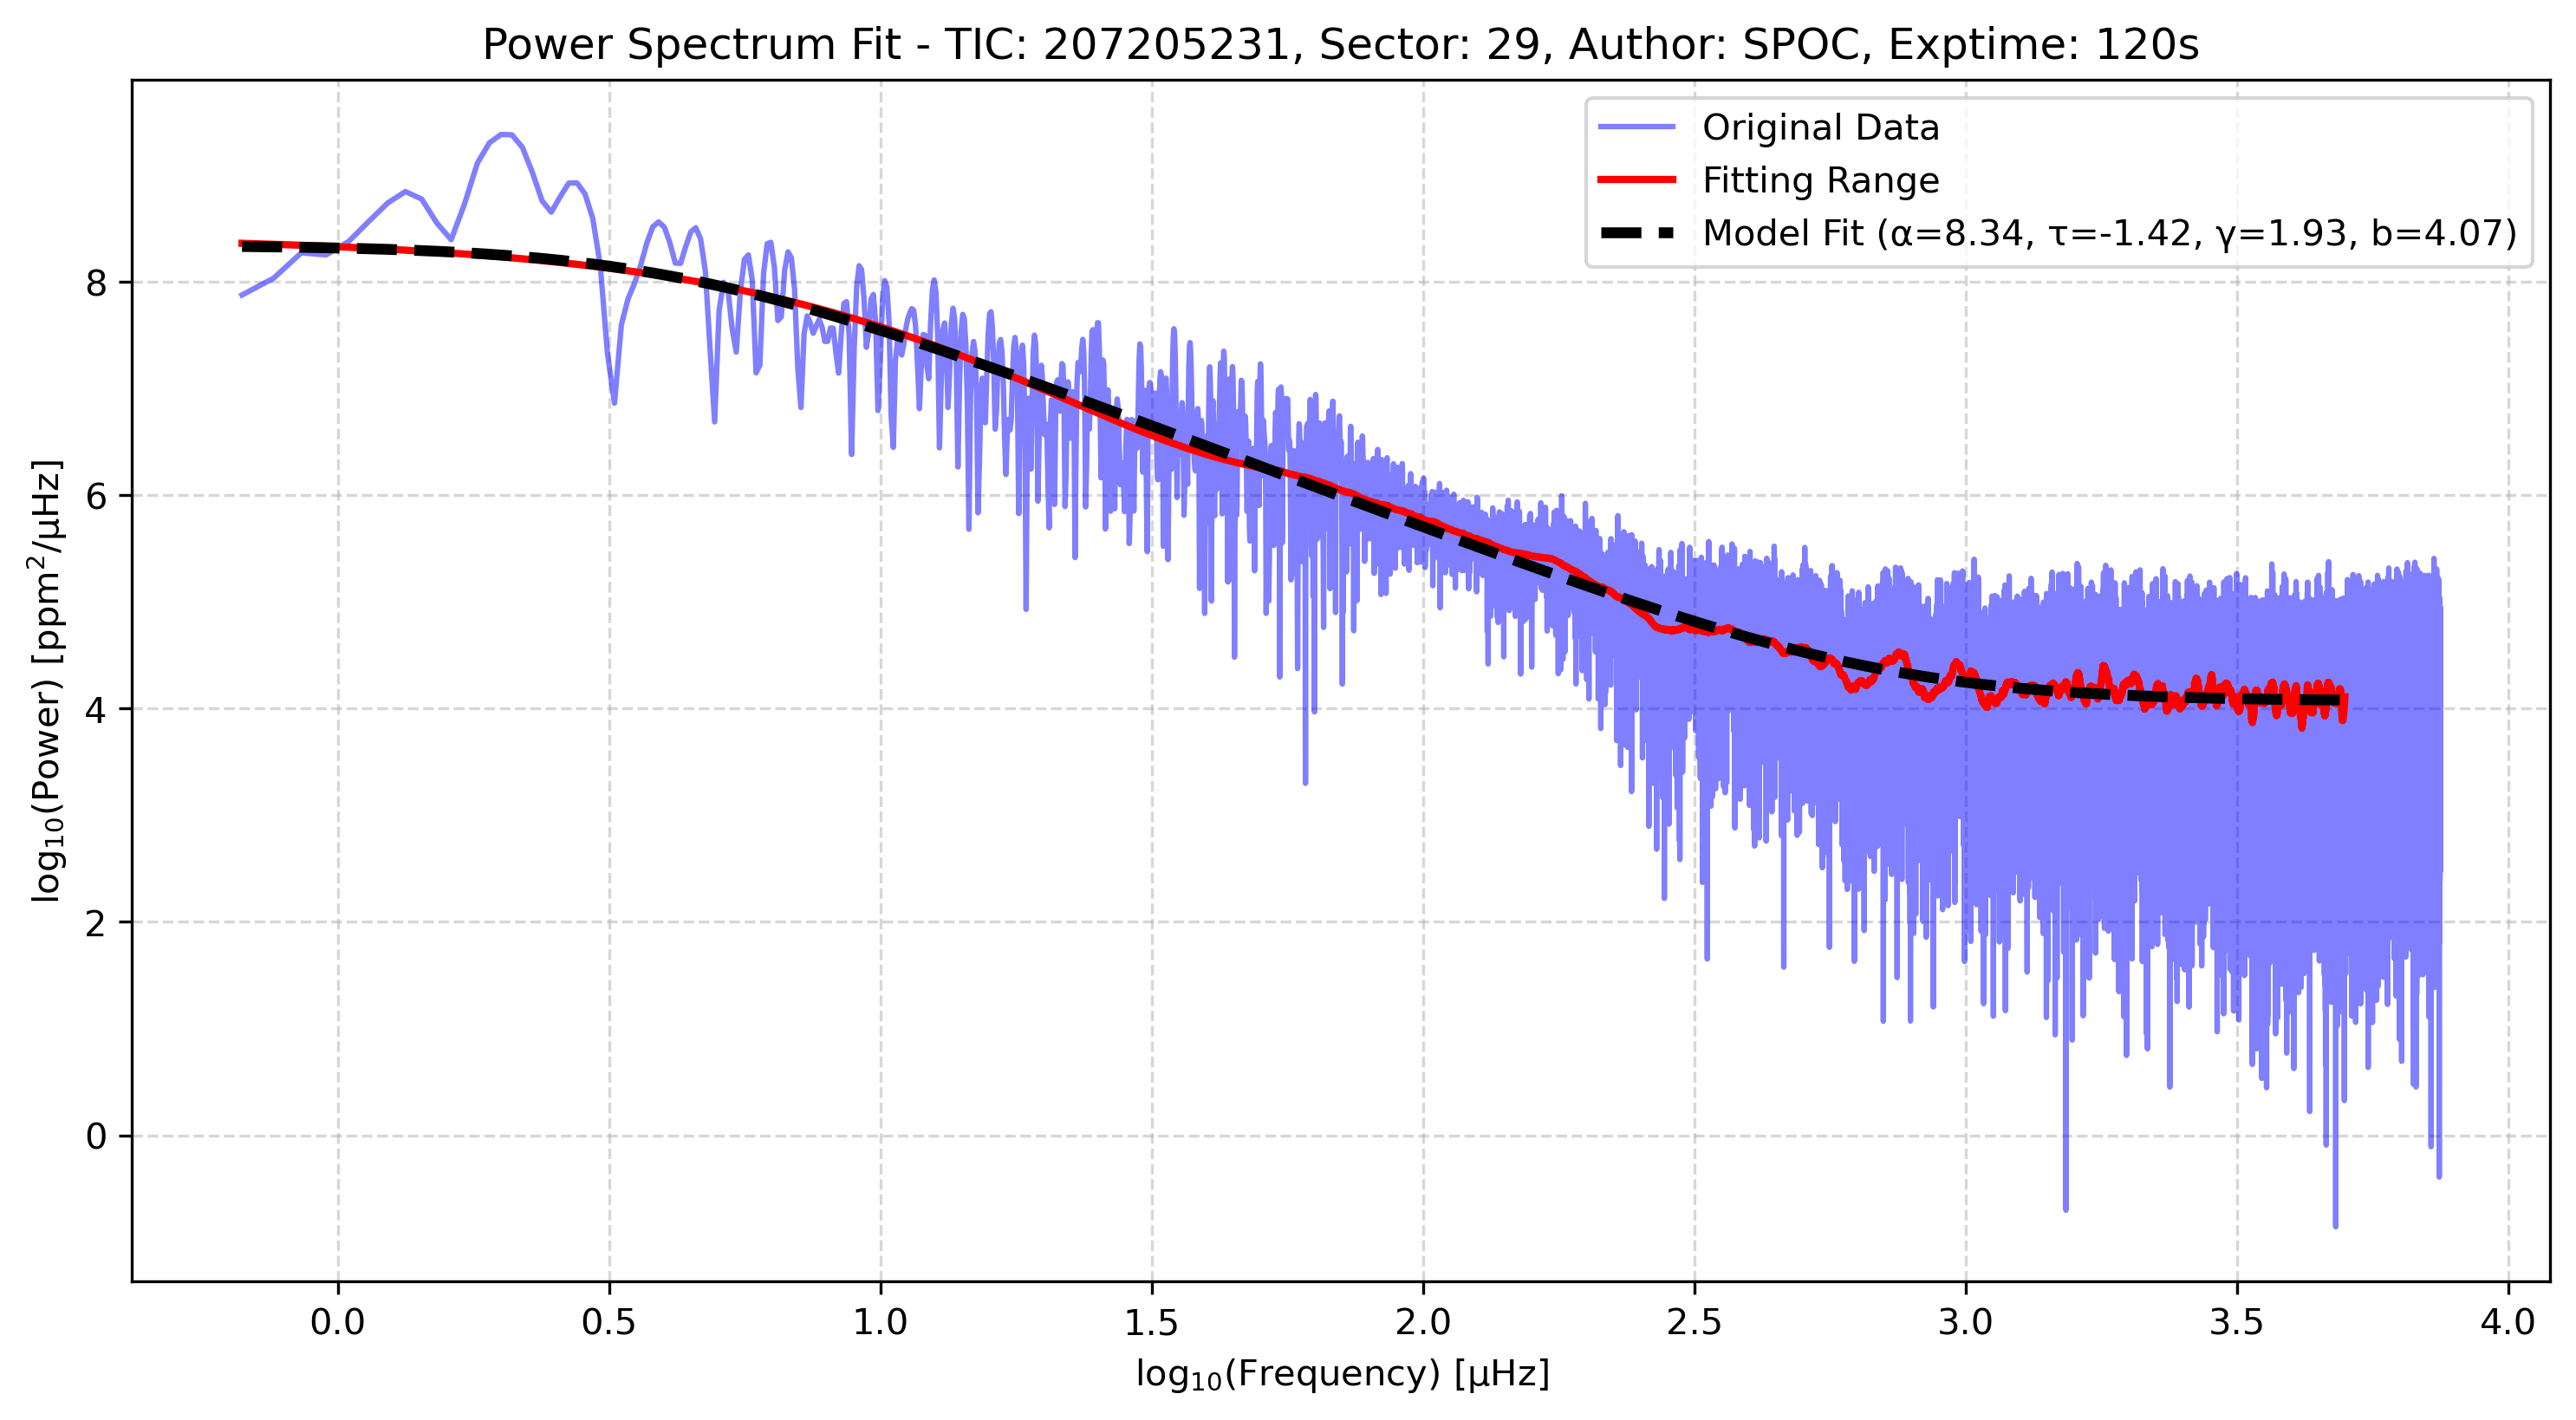 Power Spectrum Fit - TIC: 207205231, Sector: 29, Author: SPOC, Exptime: 120s
Original Data
Fitting Range
Model Fit (α=8.34, τ=-1.42, γ=1.93, b=4.07)
log₁₀(Power) [ppm²/μHz]
8
6
4
2
0
0.0 0.5 1.0 1.5 2.0 2.5 3.0 3.5 4.0
log₁₀(Frequency) [μHz]